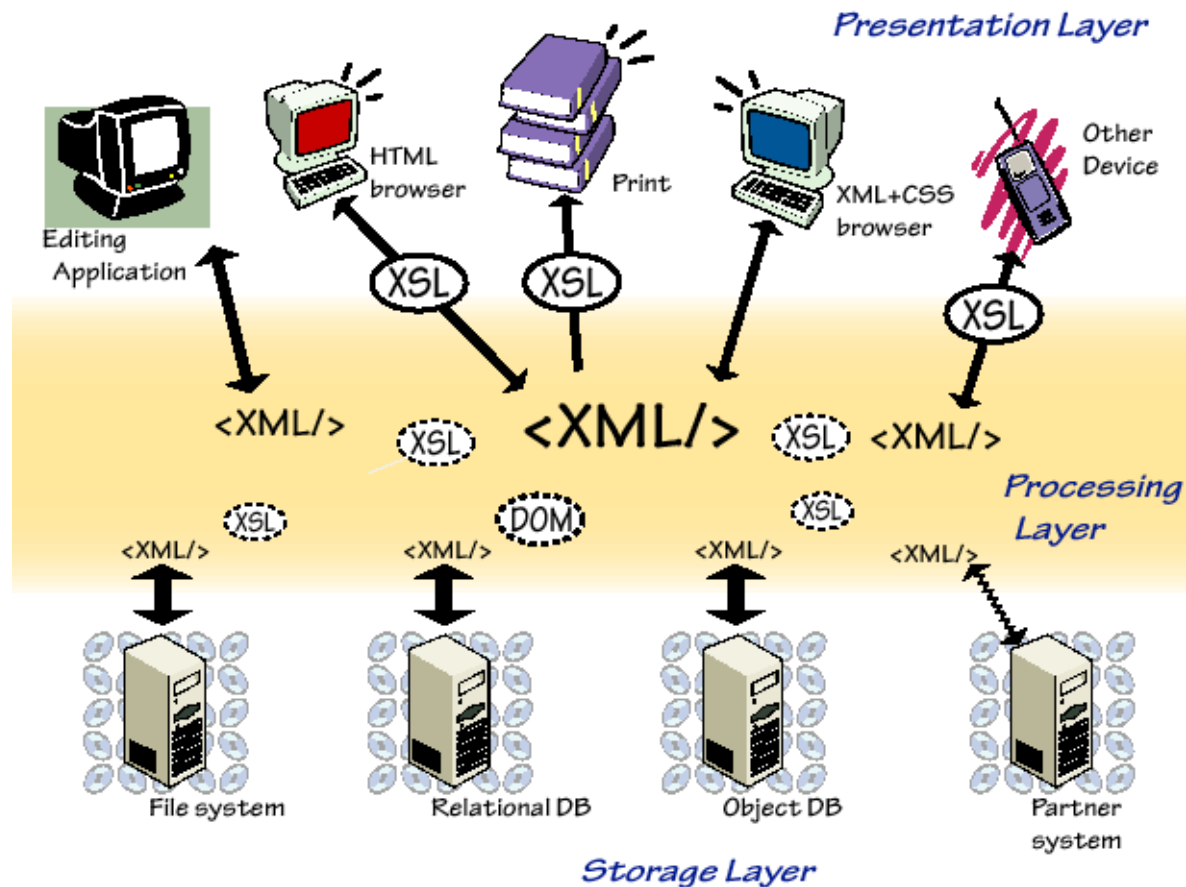 Presentation Layer
HTML
browser
Print
XML+CSS
browser
Other
Device
Editing
Application
XSL
XSL
XSL
<XML/>
XSL
<XML/>
XSL
<XML/>
Processing
Layer
XSL
DOM
XSL
<XML/>
<XML/>
<XML/>
<XML/>
File system
Relational DB
Object DB
Partner
system
Storage Layer